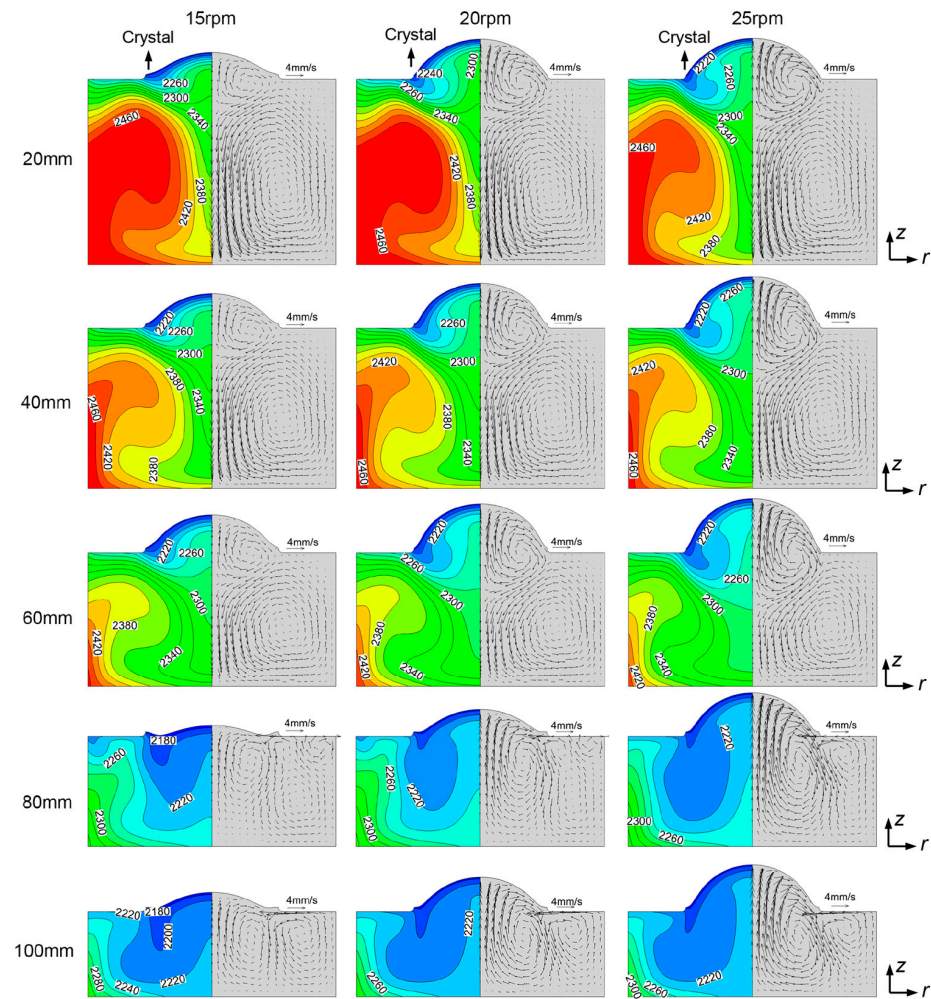 15rpm 20rpm 25rpm
Crystal Crystal Crystal
20mm
2260 2300 2460 2340 2420 2380 4mm/s
2240 2300 2260 2340 2420 2380 2460 4mm/s
2220 2260 2300 2340 2460 2420 2380 4mm/s
z
r
40mm
2220 2260 2300 2380 2340 2460 2420 2380 4mm/s
2260 2300 2420 2380 2340 2460 4mm/s
2220 2260 2300 2420 2380 2340 2460 4mm/s
z
r
60mm
2220 2260 2300 2380 2420 2340 4mm/s
2220 2260 2300 2380 2340 2420 4mm/s
2220 2260 2300 2380 2340 2420 4mm/s
z
r
80mm
2180 2260 2220 2300 4mm/s
2260 2220 2300 4mm/s
2220 2300 2260 4mm/s
z
r
100mm
2220 2180 2200 2280 2240 2220 4mm/s
2220 2260 4mm/s
2220 2300 2260 4mm/s
z
r